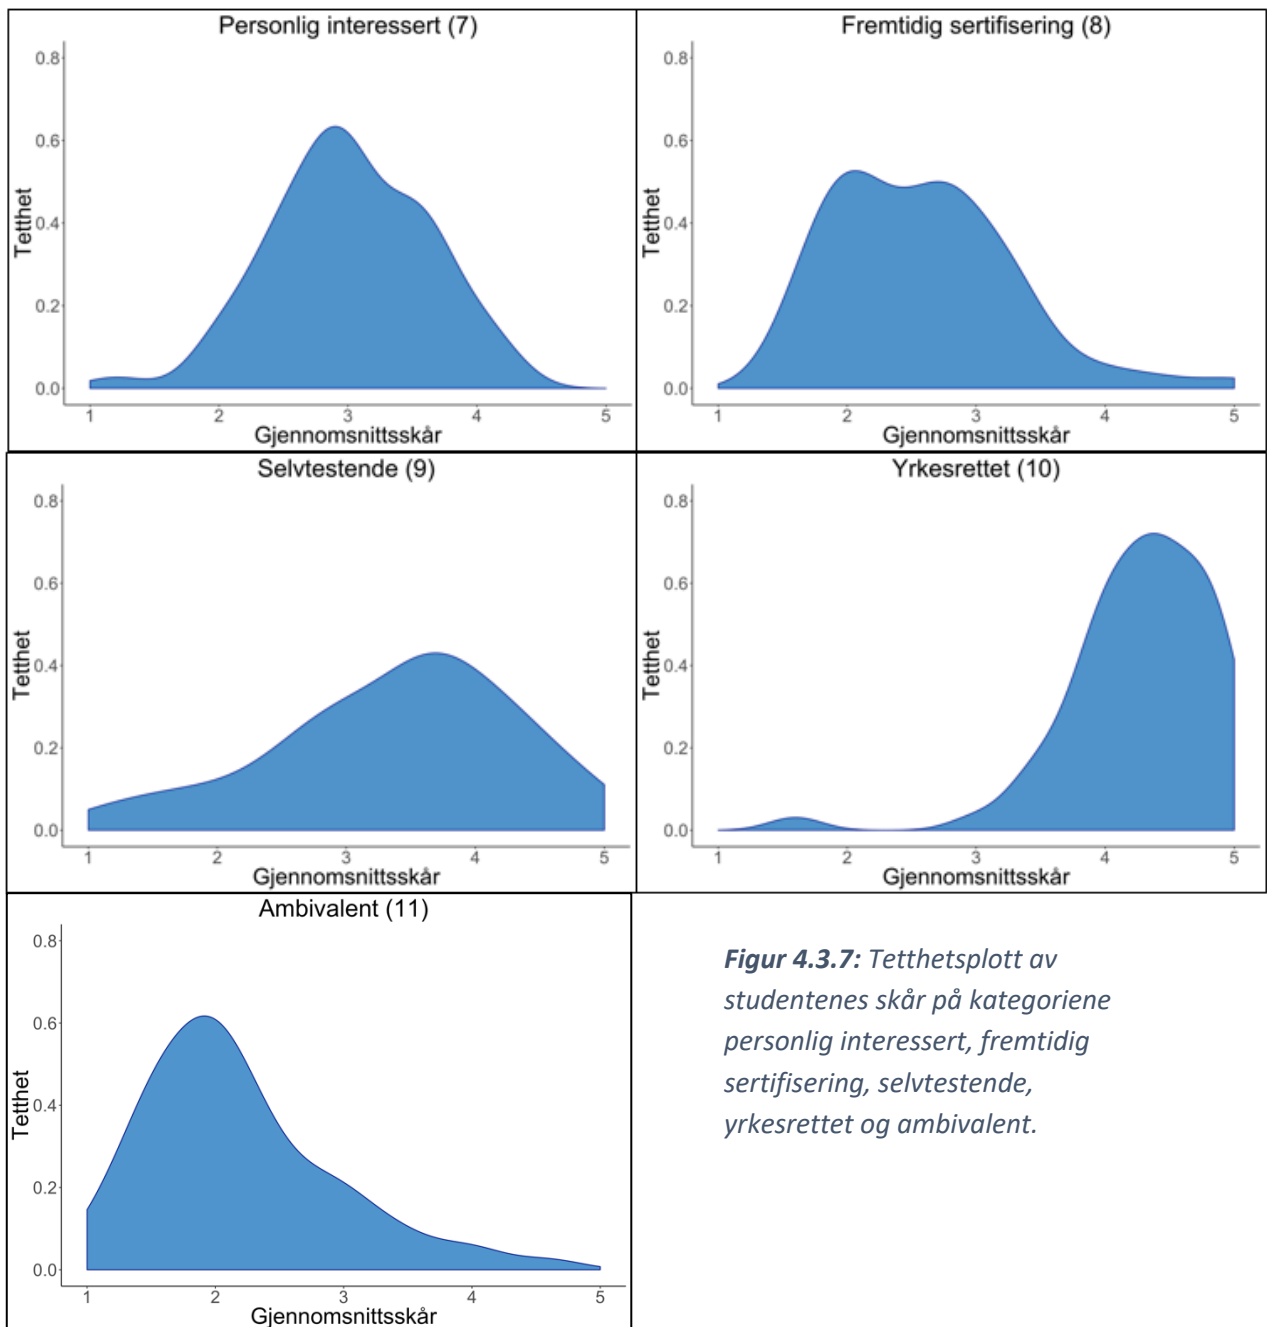 Personlig interessert (7)
0.8
0.6
0.4
0.2
0.0
Tetthet
1 2 3 4 5
Gjennomsnittsskår
Fremtidig sertifisering (8)
0.8
0.6
0.4
0.2
0.0
Tetthet
1 2 3 4 5
Gjennomsnittsskår
Selvtestende (9)
0.8
0.6
0.4
0.2
0.0
Tetthet
1 2 3 4 5
Gjennomsnittsskår
Yrkesrettet (10)
0.8
0.6
0.4
0.2
0.0
Tetthet
1 2 3 4 5
Gjennomsnittsskår
Ambivalent (11)
0.8
0.6
0.4
0.2
0.0
Tetthet
1 2 3 4 5
Gjennomsnittsskår
Figur 4.3.7: Tetthetsplott av
studentenes skår på kategoriene
personlig interessert, fremtidig
sertifisering, selvtestende,
yrkesrettet og ambivalent.